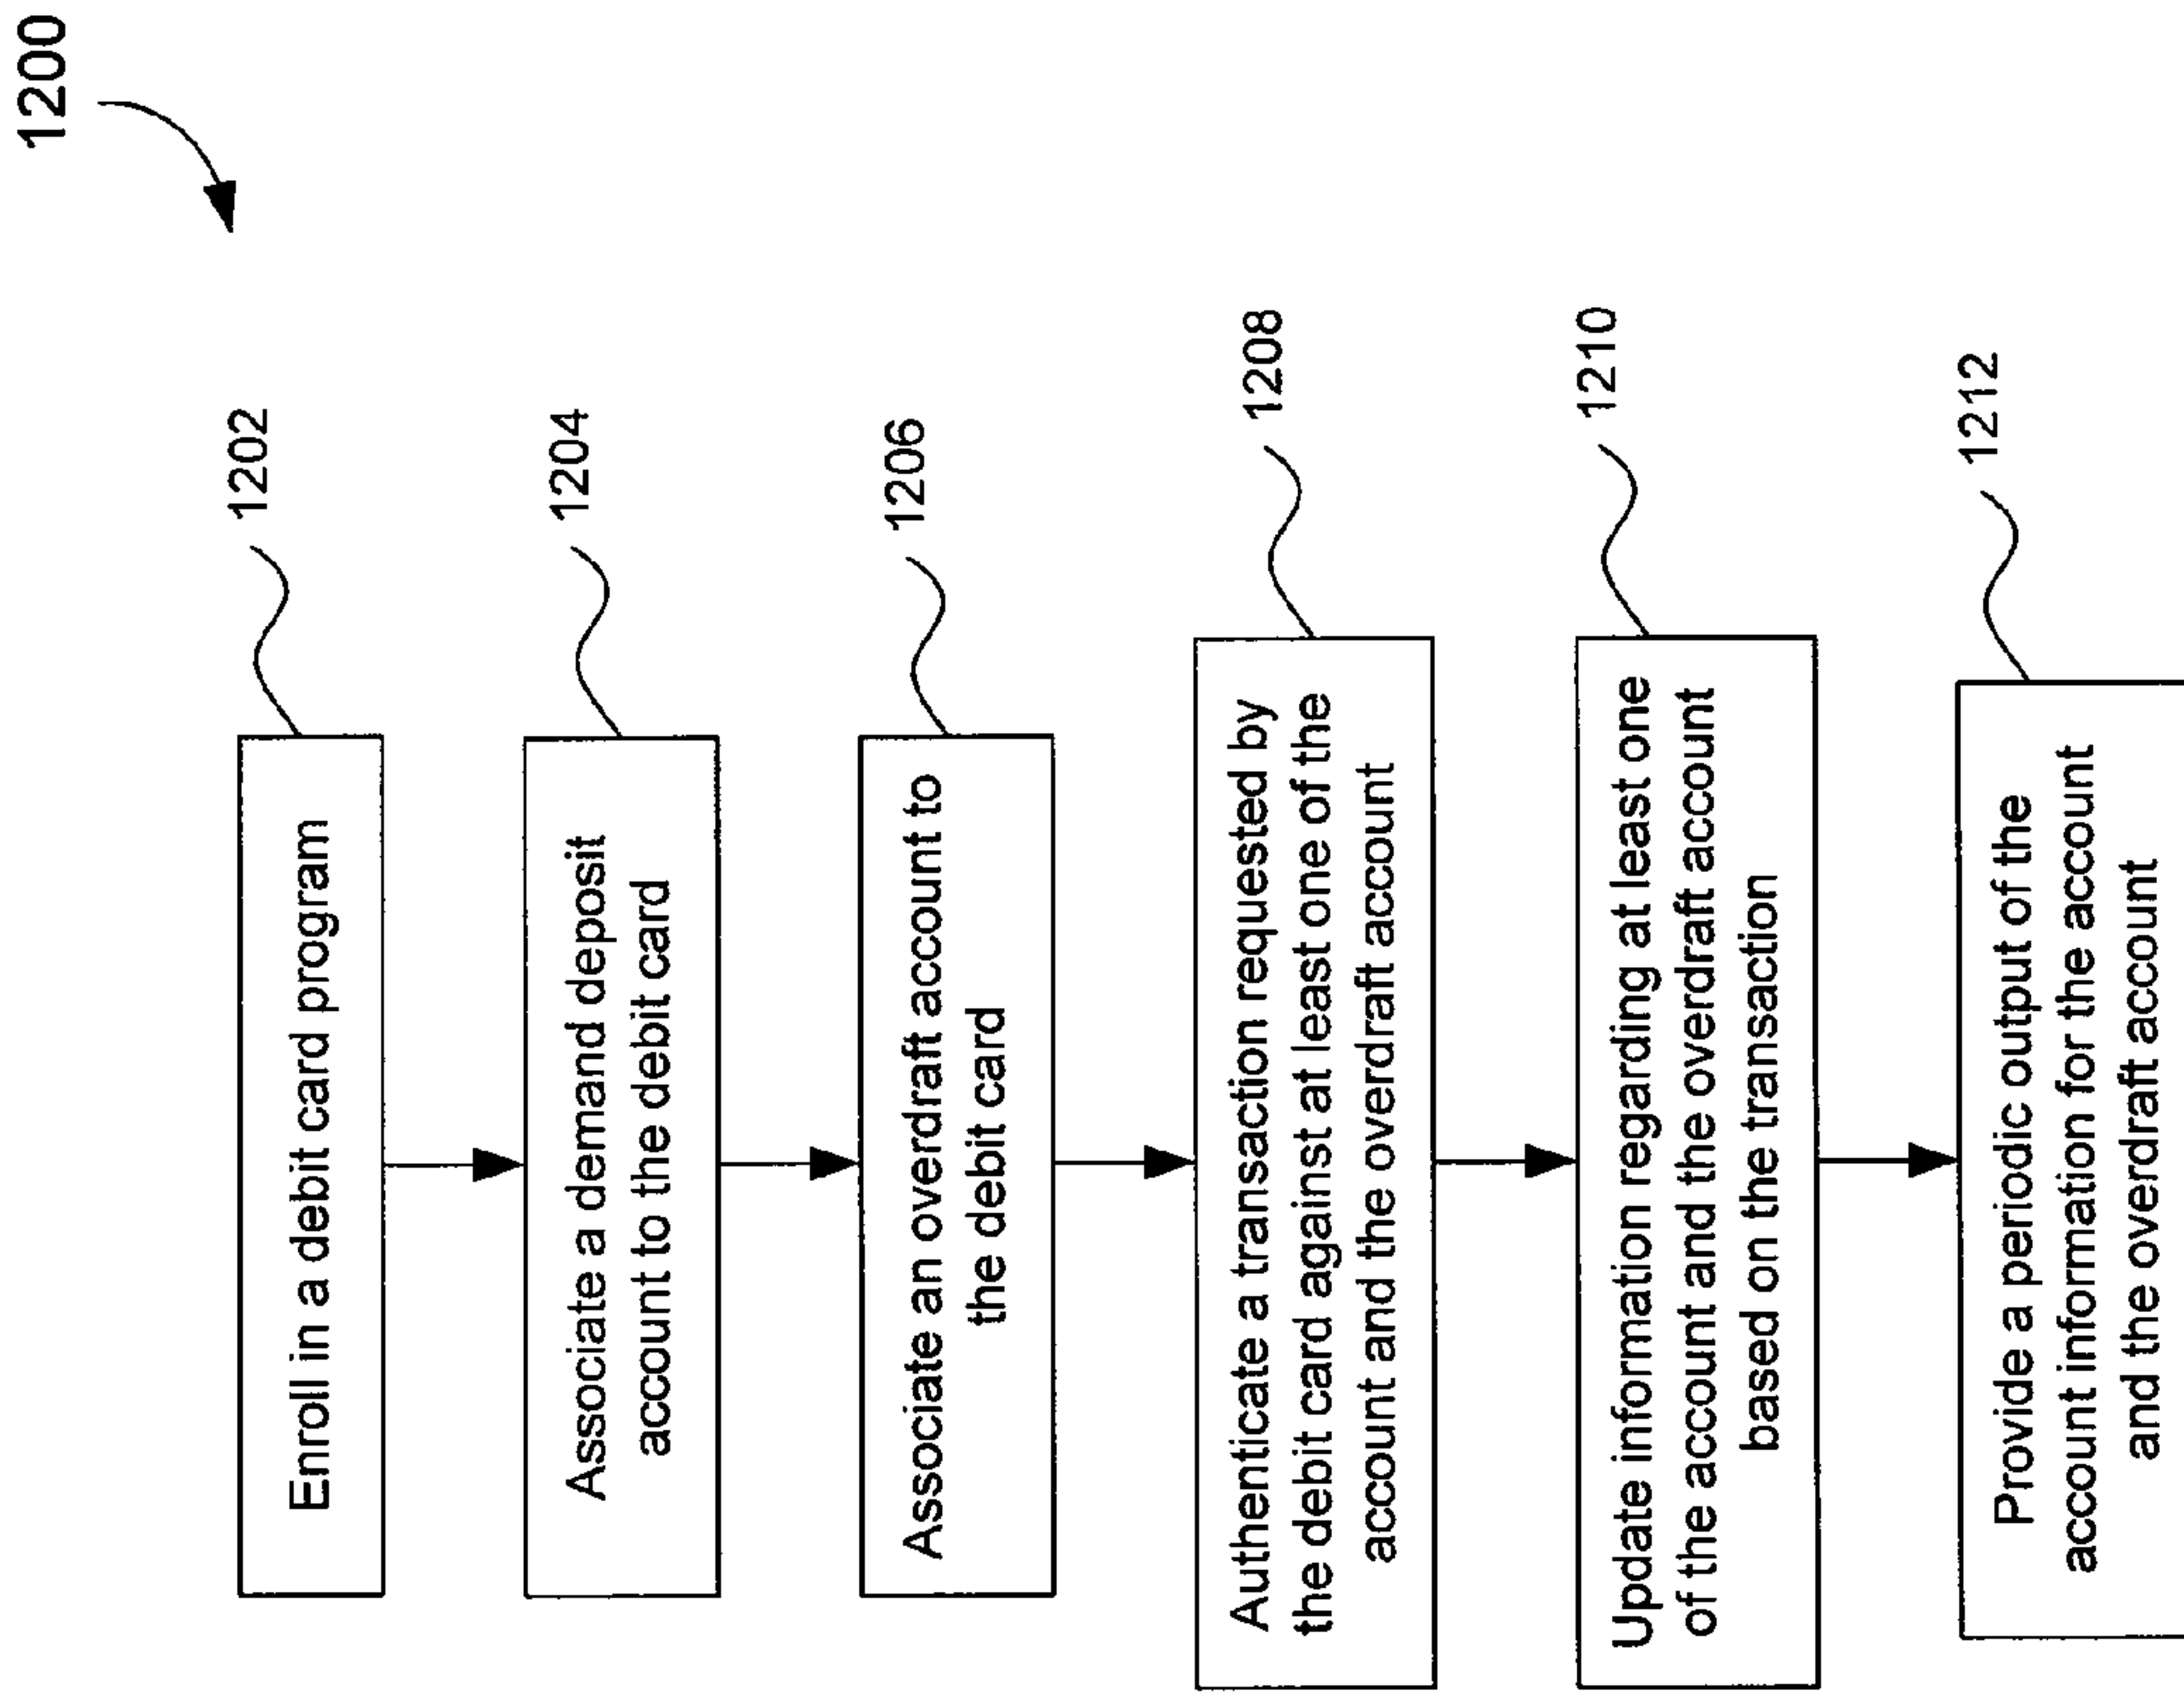 1200
Enroll in a debit card program
1202
Associate a demand deposit
account to the debit card
1204
Associate an overdraft account to
the debit card
1206
Authenticate a transaction requested by
the debit card against at least one of the
account and the overdraft account
1208
Update information regarding at least one
of the account and the overdraft account
based on the transaction
1210
Provide a periodic output of the
account information for the account
and the overdraft account
1212